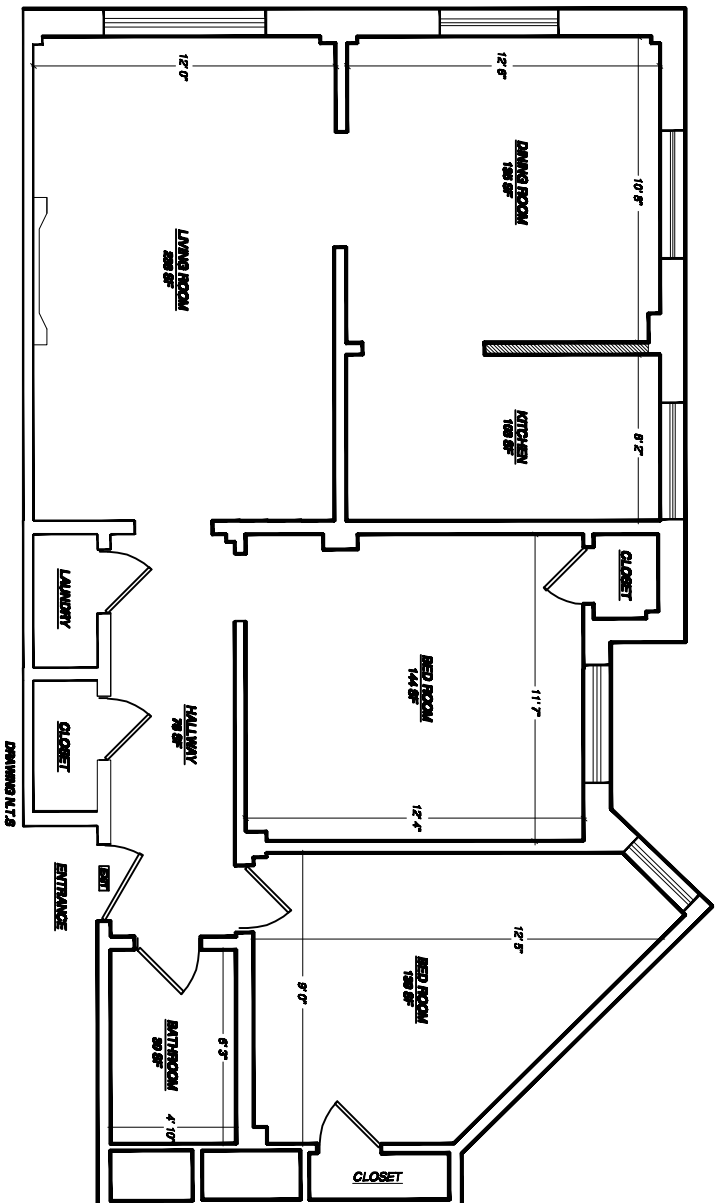 12' 0"
12' 6"
10' 5"
DINING ROOM
LIVING ROOM
KITCHEN
8' 2"
CLOSET
LAUNDRY
BED ROOM
144 SF
11' 7"
12' 4"
HALLWAY
CLOSET
DRAWING N.T.S
ENTRANCE
EXIT
12' 5"
9' 0"
BED ROOM
BATHROOM
6' 3"
4' 10"
CLOSET